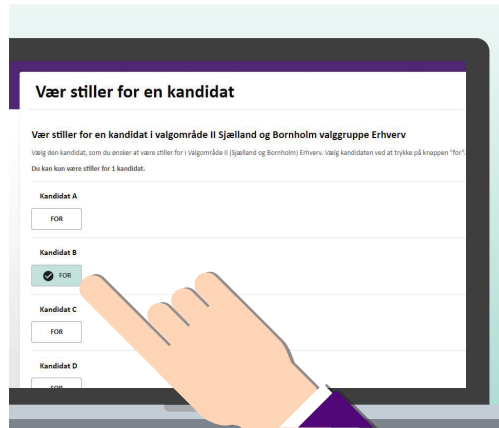 Vær stiller for en kandidat
Vær stiller for en kandidat i valgområde II Sjælland og Bornholm valggruppe Erhverv
Vælg den kandidat, som du ønsker at være stiller for i Valgområde II (Sjælland og Bornholm) Erhverv. Vælg kandidaten ved at trykke på knappen "for".
Du kan kun være stiller for 1 kandidat.
Kandidat A
FOR
Kandidat B
FOR
Kandidat C
FOR
Kandidat D
FOR